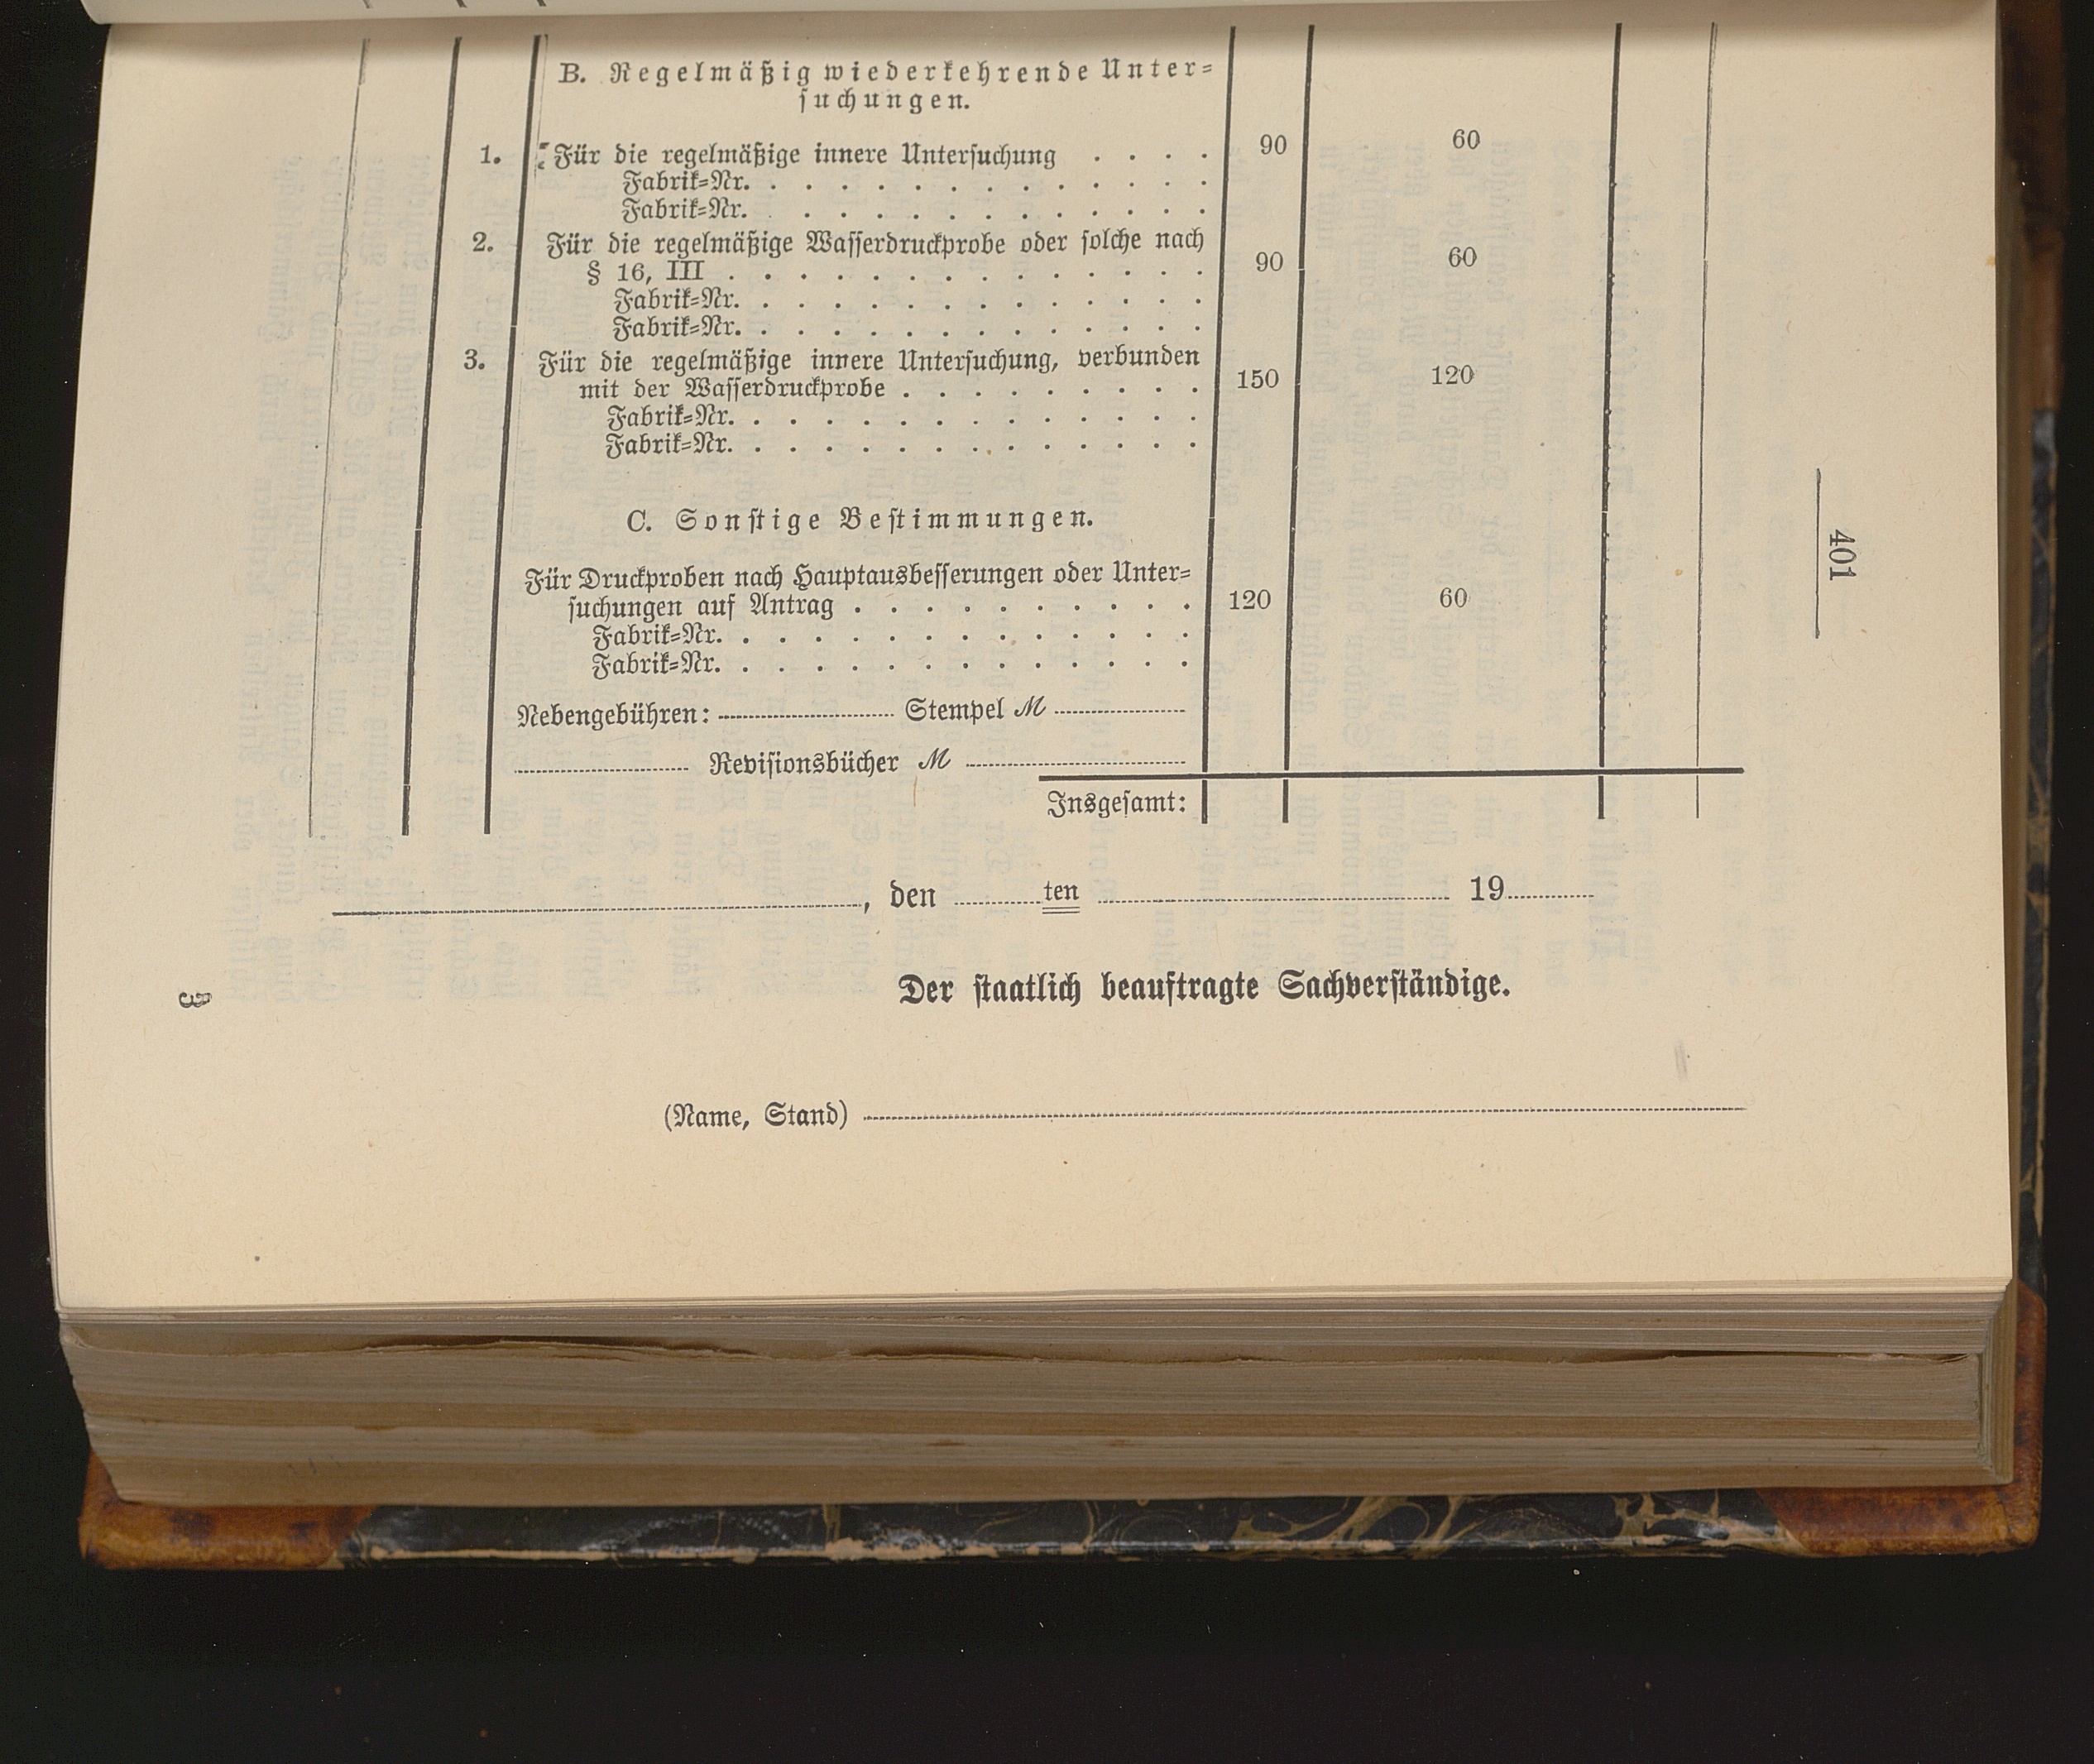 B. Regelmäßig wiederkehrende Unter-
suchungen.
1. Für die regelmäßige innere Untersuchung . . . . 90 60
Fabrik-Nr. . . . . . . . . . . . . .
Fabrik-Nr. . . . . . . . . . . . .
2. Für die regelmäßige Wasserdruckprobe oder solche nach
§ 16, III . . . . . . . . . . . . . . 90 60
Fabrik-Nr. . . . . . . . . . . . . .
Fabrik-Nr. . . . . . . . . . . . . .
3. Für die regelmäßige innere Untersuchung, verbunden
mit der Wasserdruckprobe . . . . . . . . . 150 120
Fabrik-Nr. . . . . . . . . . . . . .
Fabrik-Nr. . . . . . . . . . . . . .
C. Sonstige Bestimmungen.
Für Druckproben nach Hauptausbesserungen oder Unter-
suchungen auf Antrag . . . . . . . . . . 120 60
Fabrik-Nr. . . . . . . . . . . . . .
Fabrik-Nr. . . . . . . . . . . . . .
Nebengebühren: Stempel M
Revisionsbücher M
Insgesamt:
, den ten 19
Der staatlich beauftragte Sachverständige.
(Name, Stand)
401